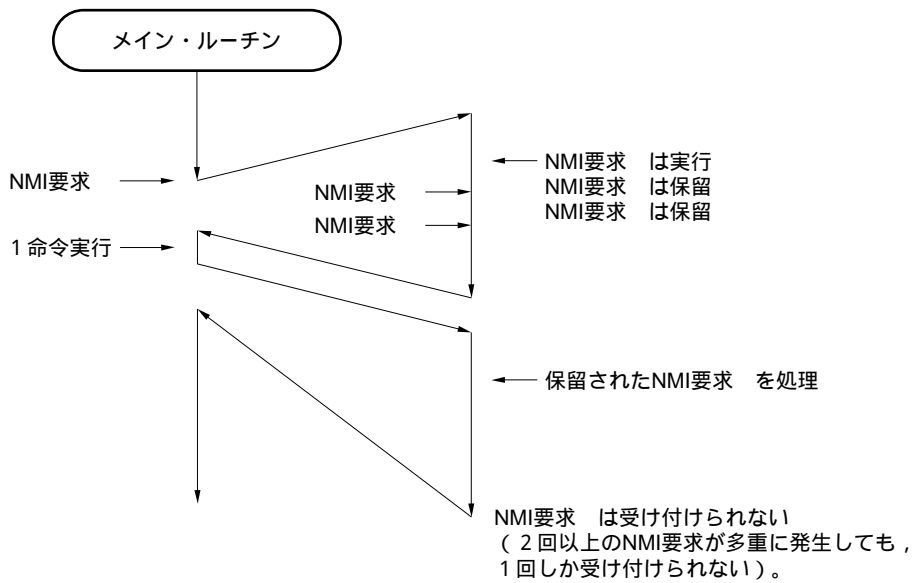 メイン・ルーチン
NMI要求
NMI要求
NMI要求
1命令実行
NMI要求　は実行
NMI要求　は保留
NMI要求　は保留
保留されたNMI要求　を処理
NMI要求　は受け付けられない
(2回以上のNMI要求が多重に発生しても,
1回しか受け付けられない)。